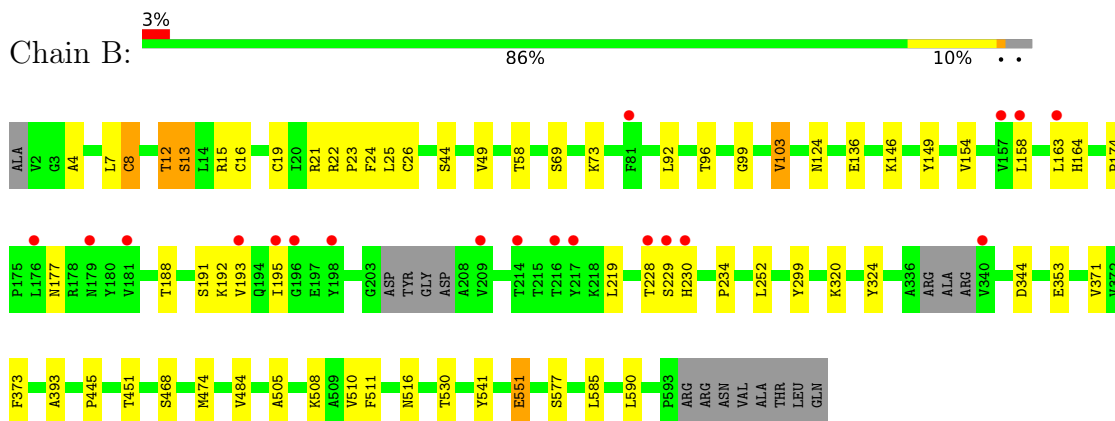 3%
Chain B:
86% 10% • •
ALA V2 G3 A4 L7 C8 T12 S13 L14 R15 C16 C19 I20 R21 R22 P23 F24 L25 C26 S44 V49 T58 S69 K73 F81 L92 T96 G99 V103 N124 E136 K146 Y149 V154 V157 L158 L163 H164
P175 L176 N177 R178 N179 Y180 V181 T188 S191 K192 V193 Q194 I195 G196 E197 Y198 G203 ASP TYR GLY ASP A208 V209 T214 T215 T216 Y217 K218 L219 T228 S229 H230 P234 L252 Y299 K320 Y324 A336 ARG ALA ARG V340 D344 E353 V371
F373 A393 P445 T451 S468 M474 V484 A505 K508 A509 V510 F511 N516 T530 Y541 E551 S577 L585 L590 P593 ARG ARG ASN VAL ALA THR LEU GLN